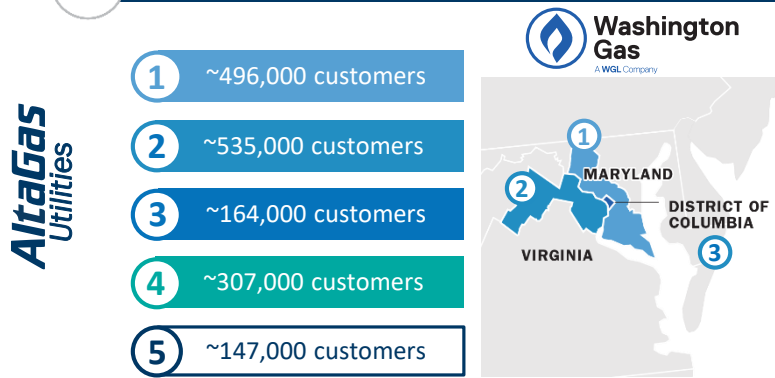 AltaGas
Utilities
1 ~496,000 customers
2 ~535,000 customers
3 ~164,000 customers
4 ~307,000 customers
5 ~147,000 customers
Washington
Gas
A WGL Company
1
MARYLAND
2
DISTRICT OF
COLUMBIA
VIRGINIA
3